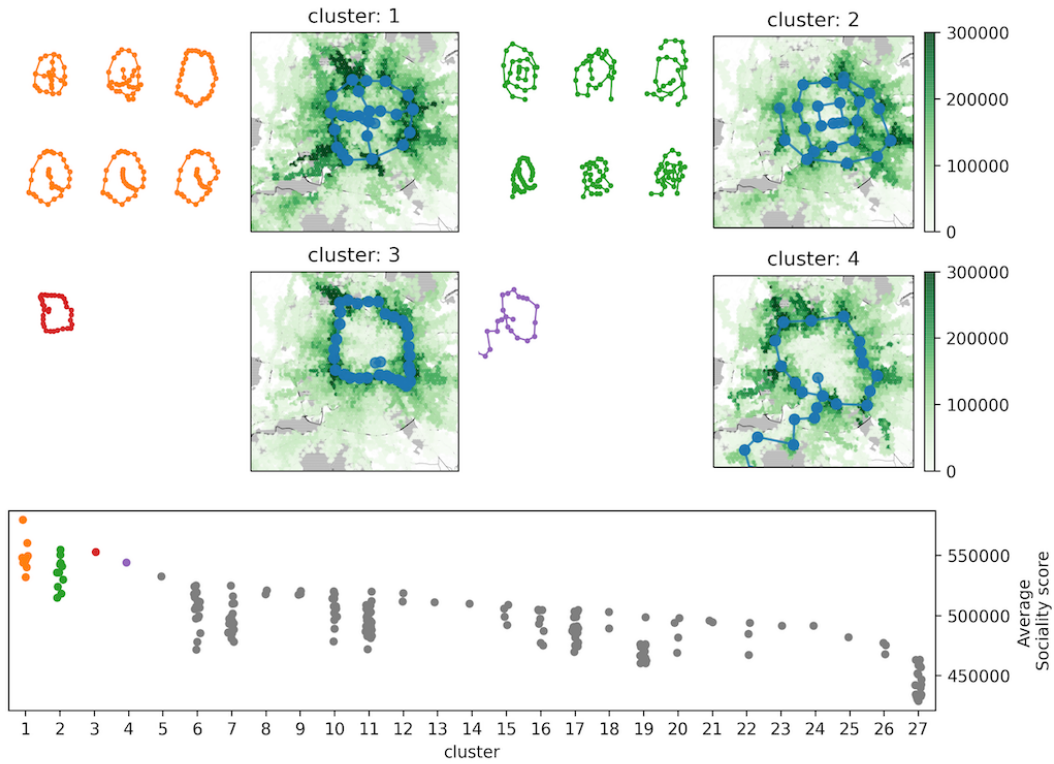 cluster: 1
cluster: 2
300000
200000
100000
0
cluster: 3
cluster: 4
300000
200000
100000
0
550000
500000
450000
Average
Sociality score
1 2 3 4 5 6 7 8 9 10 11 12 13 14 15 16 17 18 19 20 21 22 23 24 25 26 27
cluster